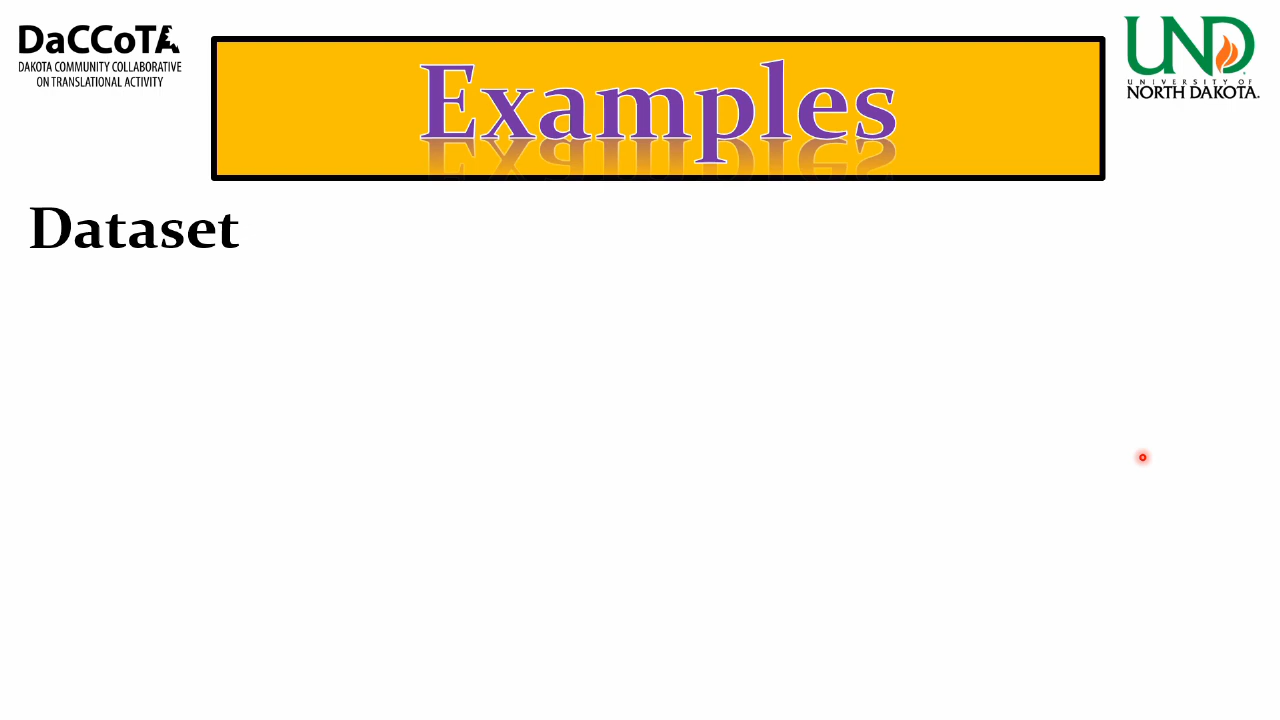 DaCCoTA
DAKOTA COMMUNITY COLLABORATIVE
ON TRANSLATIONAL ACTIVITY
Examples
UND
UNIVERSITY OF
NORTH DAKOTA.
Dataset